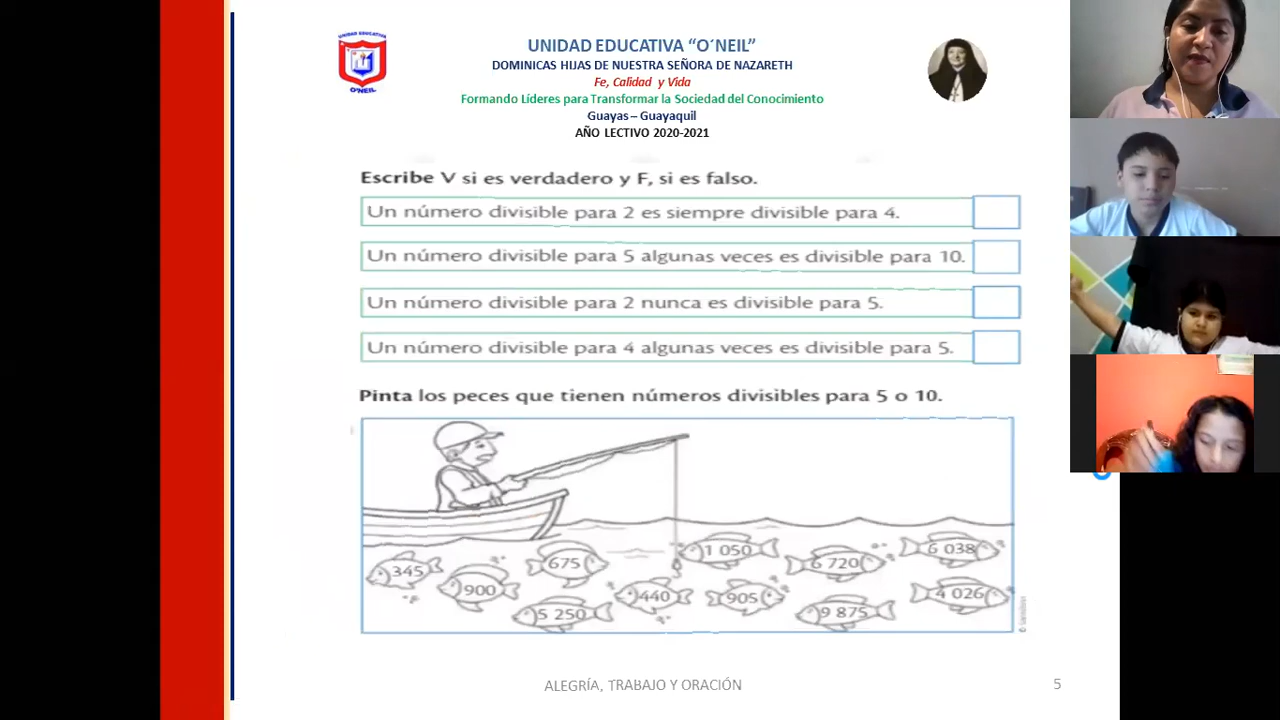 UNIDAD EDUCATIVA
O'NEIL
UNIDAD EDUCATIVA “O´NEIL”
DOMINICAS HIJAS DE NUESTRA SEÑORA DE NAZARETH
Fe, Calidad y Vida
Formando Líderes para Transformar la Sociedad del Conocimiento
Guayas – Guayaquil
AÑO LECTIVO 2020-2021
Escribe V si es verdadero y F, si es falso.
Un número divisible para 2 es siempre divisible para 4.
Un número divisible para 5 algunas veces es divisible para 10.
Un número divisible para 2 nunca es divisible para 5.
Un número divisible para 4 algunas veces es divisible para 5.
Pinta los peces que tienen números divisibles para 5 o 10.
345
900
675
5 250
440
1 050
905
6 720
9 875
6 038
4 026
© Santillana
ALEGRÍA, TRABAJO Y ORACIÓN
5